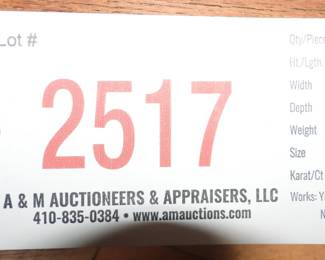 Lot #
Qty/Piece
Ht./Lgth.
Width
2517
Depth
Weight
Size
Karat/Ct
A & M AUCTIONEERS & APPRAISERS, LLC
Works: Y
410-835-0384 • www.amauctions.com
N